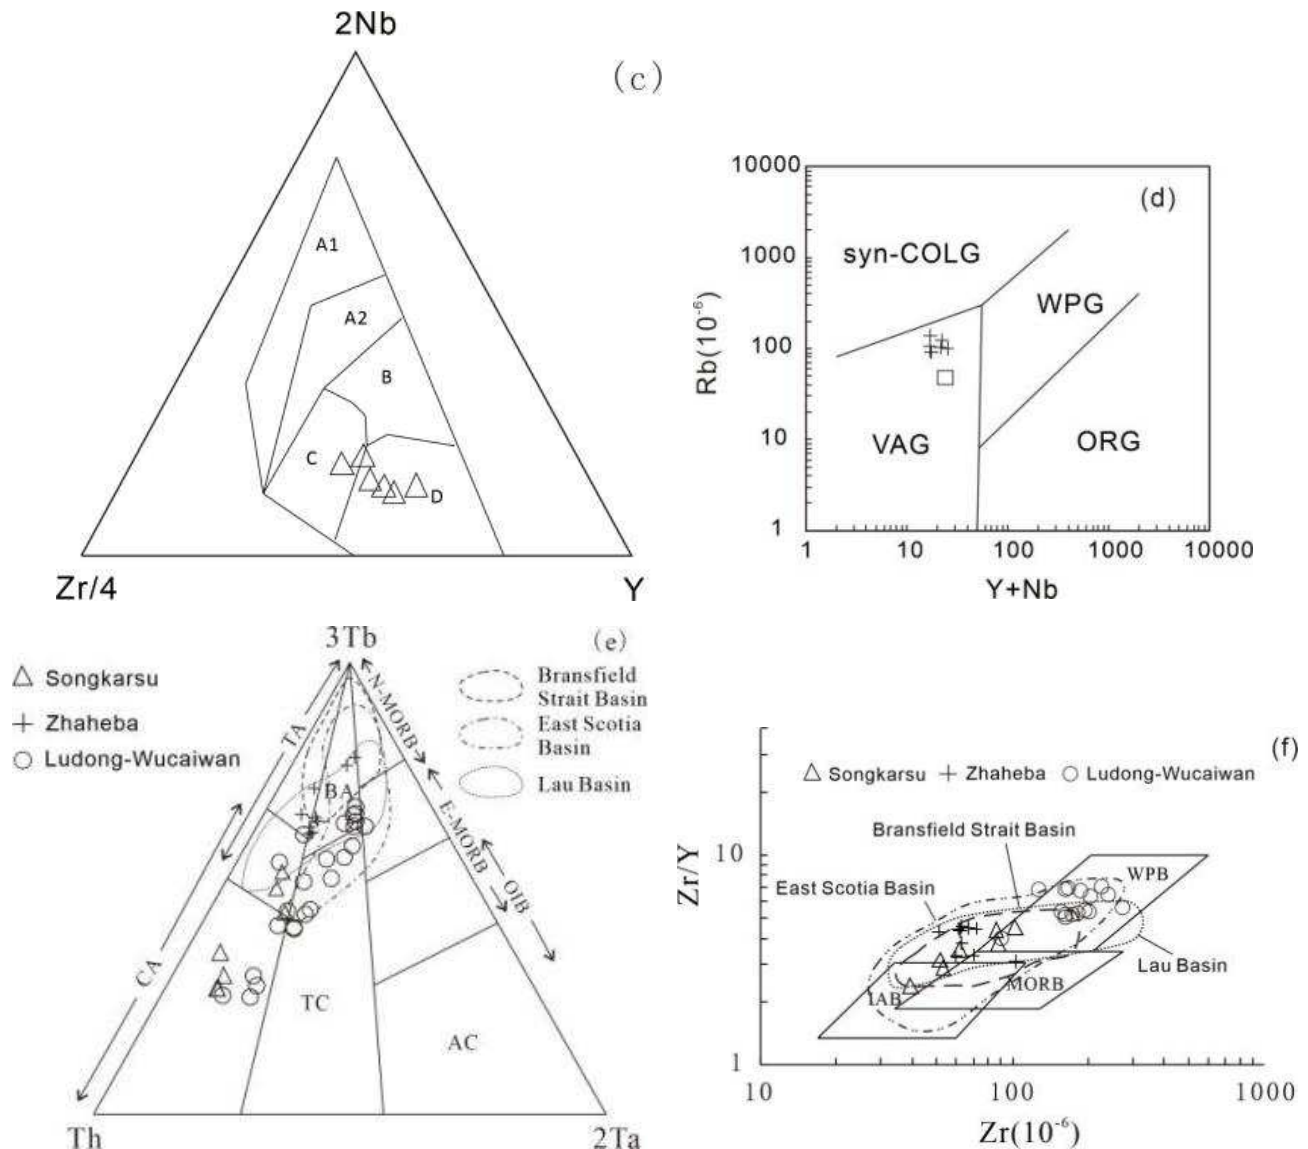 2Nb
(c)
A1
A2
B
C
D
Zr/4
Y
10000
1000
100
10
1
(d)
syn-COLG
WPG
VAG
ORG
Rb(10⁻⁶)
1
10
100
1000
10000
Y+Nb
3Tb
(e)
Songkarsu
Zhaheba
Ludong-Wucaiwan
Bransfield
Strait Basin
East Scotia
Basin
Lau Basin
TA
N-MORB
BA
E-MORB
OIB
CA
TC
AC
Th
2Ta
(f)
Songkarsu
Zhaheba
Ludong-Wucaiwan
Bransfield Strait Basin
East Scotia Basin
WPB
Lau Basin
IAB
MORB
Zr/Y
10
1
10
100
1000
Zr(10⁻⁶)